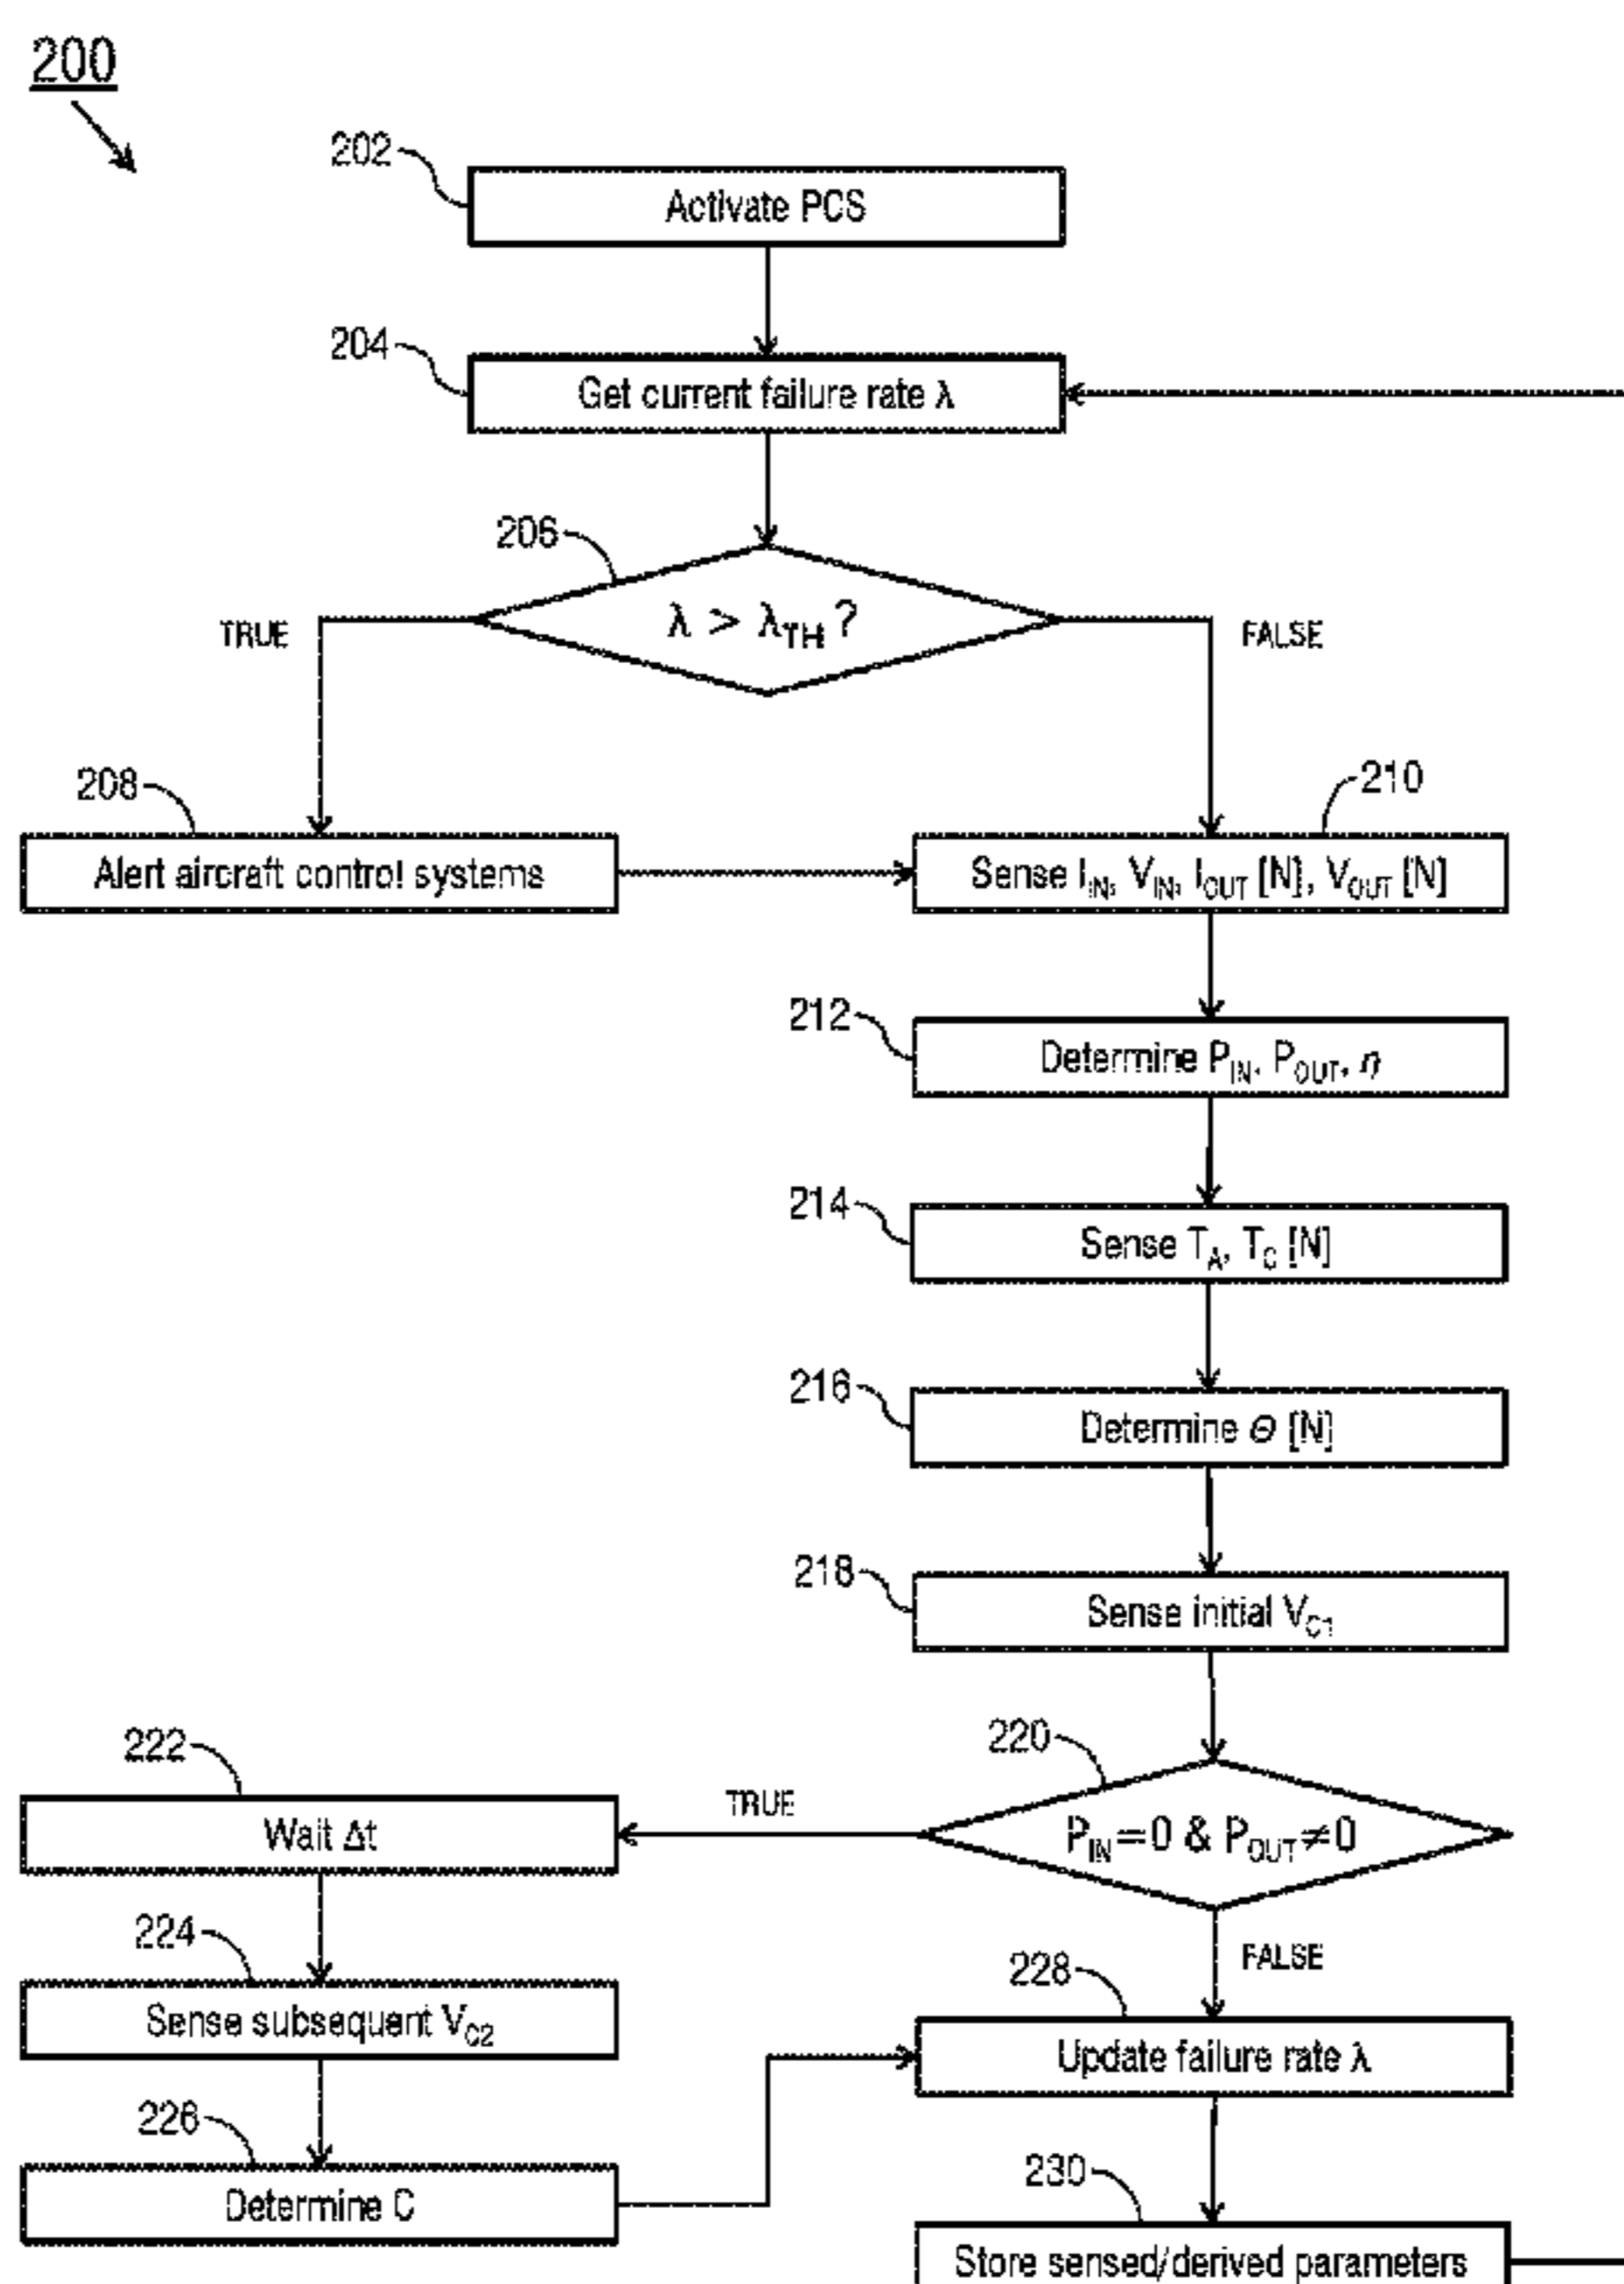 200
202
Activate PCS
204
Get current failure rate λ
206
λ > λTH ?
TRUE
FALSE
208
210
Alert aircraft control systems
Sense IIN, VIN, IOUT [N], VOUT [N]
212
Determine PIN, POUT, η
214
Sense TA, TC [N]
216
Determine Θ [N]
218
Sense initial VC1
220
222
TRUE
PIN=0 & POUT≠0
Wait Δt
224
FALSE
228
Sense subsequent VC2
Update failure rate λ
226
230
Determine C
Store sensed/derived parameters